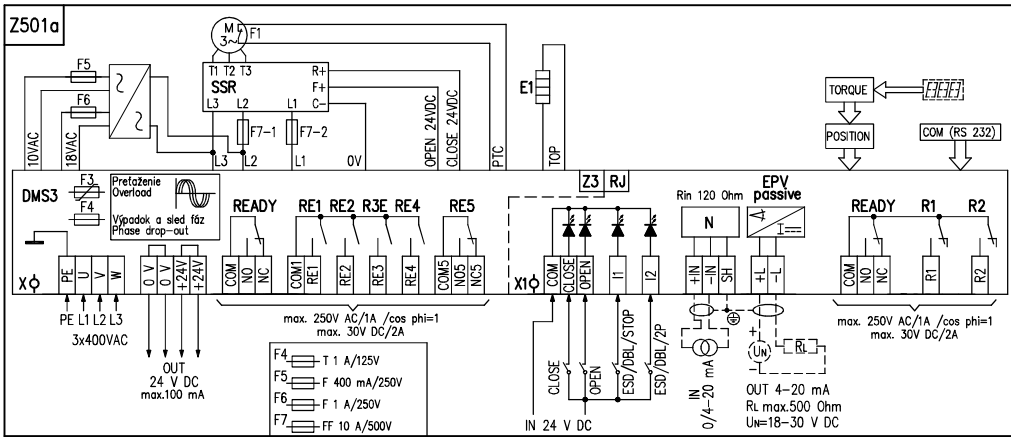 Z501a
M
3~
F1
F5
F6
T1 T2 T3
SSR
R+
F+
C-
L3 L2 L1
F7-1
F7-2
10VAC
18VAC
L3
L2
L1
0V
OPEN 24VDC
CLOSE 24VDC
PTC
E1
TOP
TORQUE
POSITION
COM (RS 232)
DMS3
F3
F4
Preťaženie
Overload
Výpadok a sled fáz
Phase drop-out
READY
RE1 RE2 R3E RE4
RE5
Z3 RJ
Rin 120 Ohm
N
EPV
passive
I
READY
R1
R2
X
PE
U
V
W
0 V
0 V
+24V
+24V
COM
NO
NC
COM1
RE1
RE2
RE3
RE4
COM5
NO5
NC5
X1
COM
CLOSE
OPEN
I1
I2
+IN
-IN
SH
+L
-L
COM
NO
NC
R1
R2
PE L1 L2 L3
3x400VAC
OUT
24 V DC
max.100 mA
max. 250V AC/1A /cos phi=1
max. 30V DC/2A
F4 T 1 A/125V
F5 F 400 mA/250V
F6 F 1 A/250V
F7 FF 10 A/500V
CLOSE
OPEN
ESD/DBL/STOP
ESD/DBL/2P
IN 24 V DC
IN
0/4-20 mA
+
UN
-
RL
OUT 4-20 mA
RL max.500 Ohm
UN=18-30 V DC
max. 250V AC/1A /cos phi=1
max. 30V DC/2A